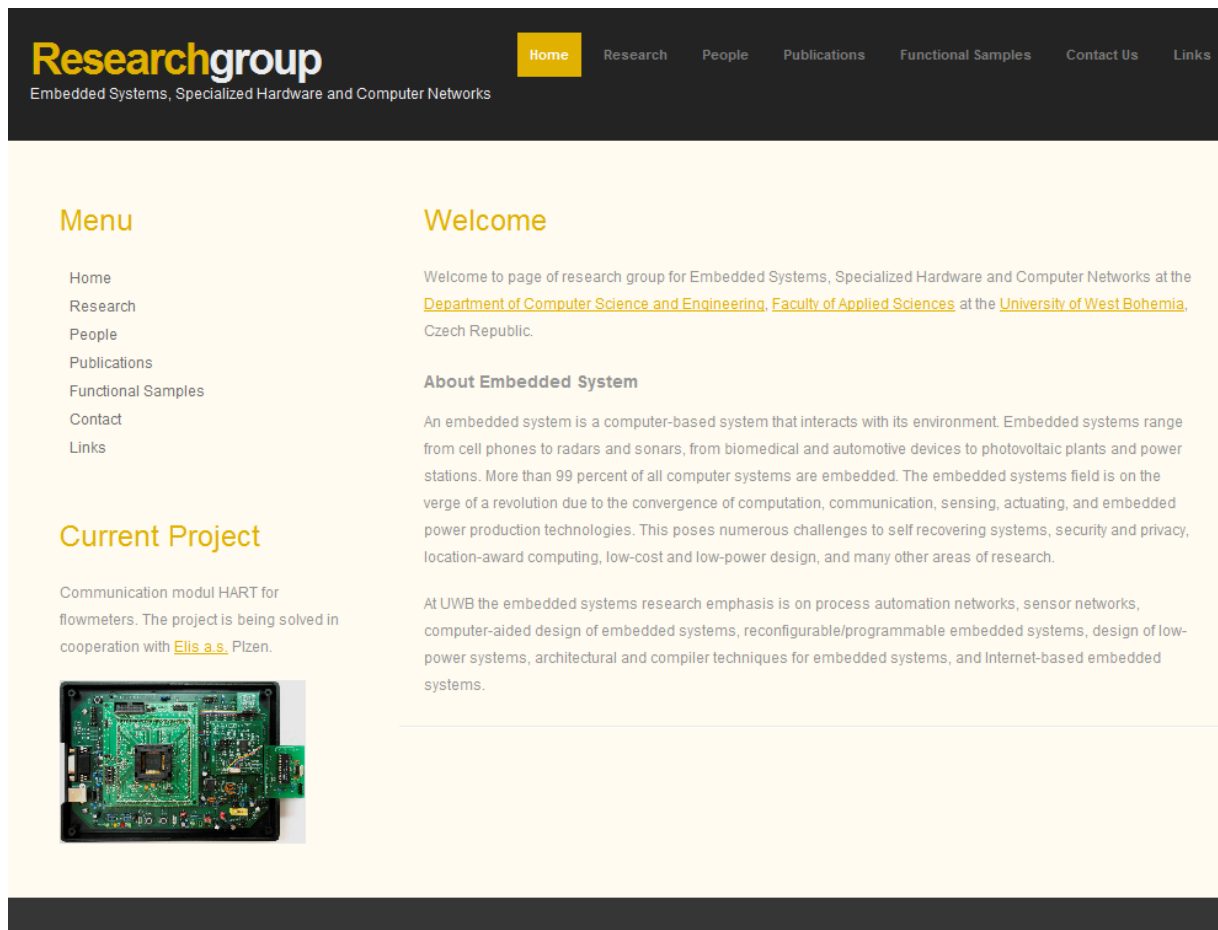 Researchgroup
Embedded Systems, Specialized Hardware and Computer Networks
Home Research People Publications Functional Samples Contact Us Links
Menu
Home
Research
People
Publications
Functional Samples
Contact
Links
Current Project
Communication modul HART for
flowmeters. The project is being solved in
cooperation with Elis a.s. Plzen.
Welcome
Welcome to page of research group for Embedded Systems, Specialized Hardware and Computer Networks at the
Department of Computer Science and Engineering, Faculty of Applied Sciences at the University of West Bohemia,
Czech Republic.
About Embedded System
An embedded system is a computer-based system that interacts with its environment. Embedded systems range
from cell phones to radars and sonars, from biomedical and automotive devices to photovoltaic plants and power
stations. More than 99 percent of all computer systems are embedded. The embedded systems field is on the
verge of a revolution due to the convergence of computation, communication, sensing, actuating, and embedded
power production technologies. This poses numerous challenges to self recovering systems, security and privacy,
location-award computing, low-cost and low-power design, and many other areas of research.
At UWB the embedded systems research emphasis is on process automation networks, sensor networks,
computer-aided design of embedded systems, reconfigurable/programmable embedded systems, design of low-
power systems, architectural and compiler techniques for embedded systems, and Internet-based embedded
systems.